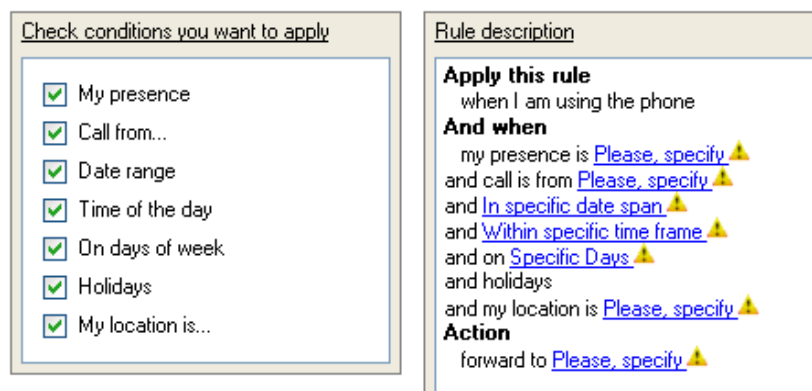 Check conditions you want to apply
My presence
Call from...
Date range
Time of the day
On days of week
Holidays
My location is...
Rule description
Apply this rule
when I am using the phone
And when
my presence is Please, specify
and call is from Please, specify
and In specific date span
and Within specific time frame
and on Specific Days
and holidays
and my location is Please, specify
Action
forward to Please, specify